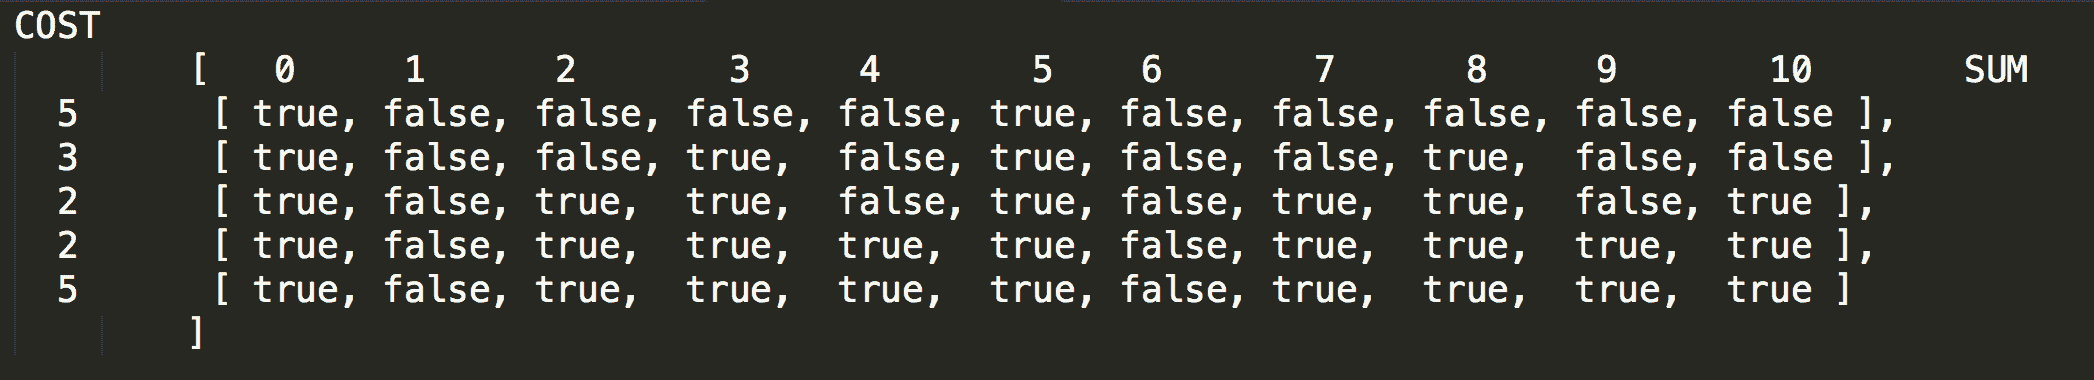 COST
[ 0 1 2 3 4 5 6 7 8 9 10 SUM
5 [ true, false, false, false, false, true, false, false, false, false, false ],
3 [ true, false, false, true, false, true, false, false, true, false, false ],
2 [ true, false, true, true, false, true, false, true, true, false, true ],
2 [ true, false, true, true, true, true, false, true, true, true, true ],
5 [ true, false, true, true, true, true, false, true, true, true, true ]
]